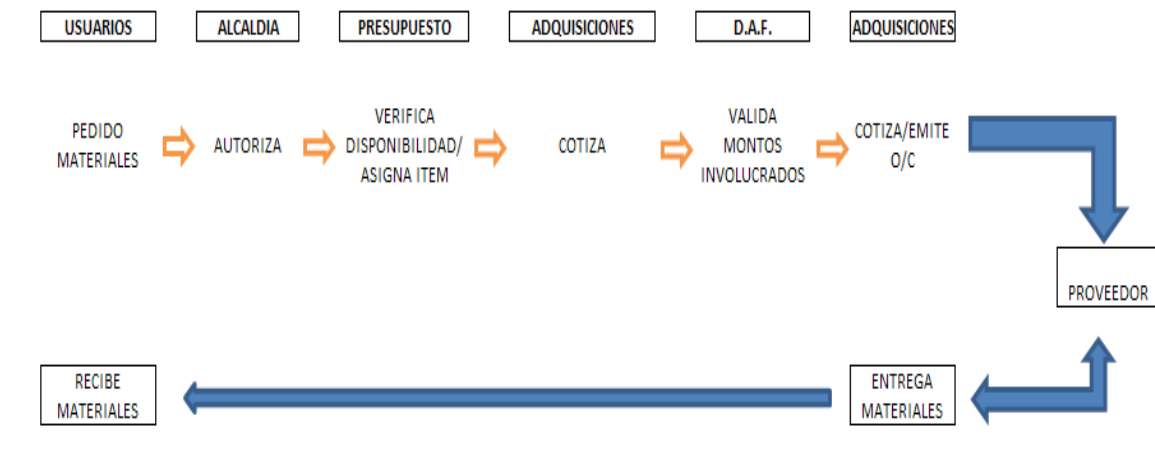 USUARIOS
ALCALDIA
PRESUPUESTO
ADQUISICIONES
D.A.F.
ADQUISICIONES
PEDIDO
MATERIALES
AUTORIZA
VERIFICA
DISPONIBILIDAD/
ASIGNA ITEM
COTIZA
VALIDA
MONTOS
INVOLUCRADOS
COTIZA/EMITE
O/C
PROVEEDOR
RECIBE
MATERIALES
ENTREGA
MATERIALES